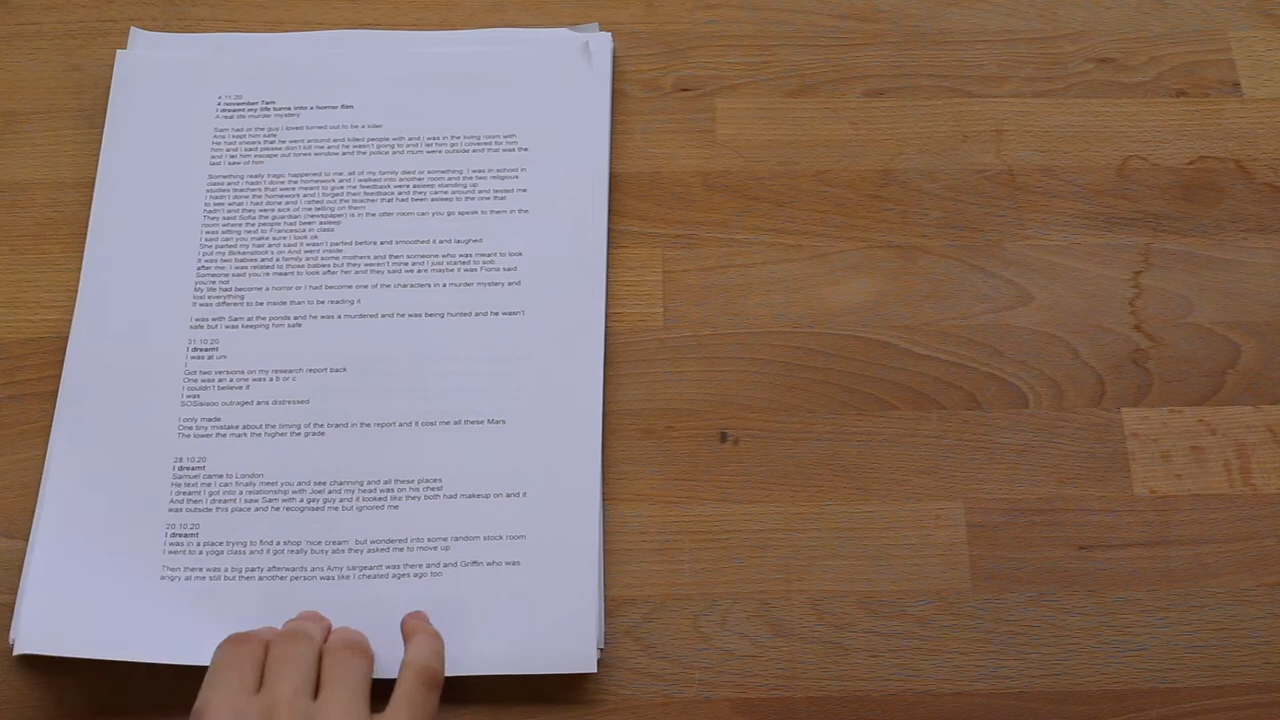 4.11.20
4 november 7am
I dreamt my life turns into a horror film
A real life murder mystery
Sam had or the guy I loved turned out to be a killer
Ans I kept him safe
He had shears that he went around and killed people with and I was in the living room with
him and I said please don't kill me and he wasn't going to and I let him go I covered for him
and I let him escape out tones window and the police and mum were outside and that was the
last I saw of him
Something really tragic happened to me, all of my family died or something. I was in school in
class and I hadn't done the homework and I walked into another room and the two religious
studies teachers that were meant to give me feedback were asleep standing up
I hadn't done the homework and I forged their feedback and they came around and tested me
to see what I had done and I ratted out the teacher that had been asleep to the one that
hadn't and they were sick of me telling on them
They said Sofia the guardian (newspaper) is in the otter room can you go speak to them in the
room where the people had been asleep
I was sitting next to Francesca in class.
I said can you make sure I look ok
She parted my hair and said it wasn't parted before and smoothed it and laughed
I put my Birkenstock's on And went inside.
It was two babies and a family and some mothers and then someone who was meant to look
after me. I was related to those babies but they weren't mine and I just started to sob.
Someone said you're meant to look after her and they said we are maybe it was Fiona said
you're not
My life had become a horror or I had become one of the characters in a murder mystery and
lost everything
It was different to be inside than to be reading it
I was with Sam at the ponds and he was a murdered and he was being hunted and he wasn't
safe but I was keeping him safe
31.10.20
I dreamt
I was at uni
I
Got two versions on my research report back
One was an a one was a b or c
I couldn't believe it
I was
SOSisisoo outraged ans distressed
I only made
One tiny mistake about the timing of the brand in the report and it cost me all these Mars
The lower the mark the higher the grade
28.10.20
I dreamt
Samuel came to London
He text me I can finally meet you and see channing and all these places
I dreamt I got into a relationship with Joel and my head was on his chest
And then I dreamt I saw Sam with a gay guy and it looked like they both had makeup on and it
was outside this place and he recognised me but ignored me
20.10.20
I dreamt
I was in a place trying to find a shop 'nice cream' but wondered into some random stock room
I went to a yoga class and it got really busy abs they asked me to move up
Then there was a big party afterwards ans Amy sargeantt was there and and Griffin who was
angry at me still but then another person was like I cheated ages ago too